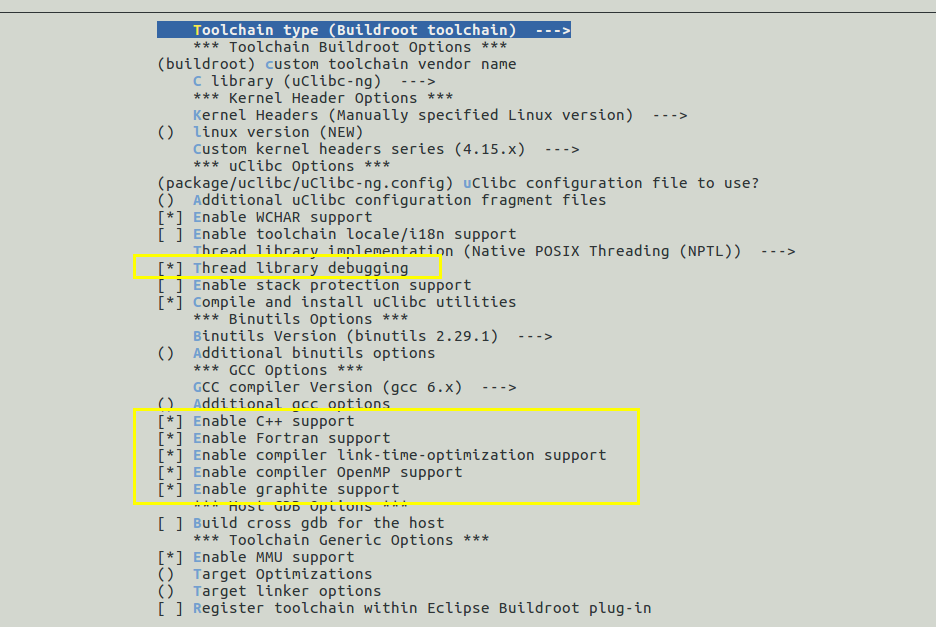 Toolchain type (Buildroot toolchain)  --->
*** Toolchain Buildroot Options ***
(buildroot) custom toolchain vendor name
C library (uClibc-ng)  --->
*** Kernel Header Options ***
Kernel Headers (Manually specified Linux version)  --->
()  linux version (NEW)
Custom kernel headers series (4.15.x)  --->
*** uClibc Options ***
(package/uclibc/uClibc-ng.config) uClibc configuration file to use?
()  Additional uClibc configuration fragment files
[*] Enable WCHAR support
[ ] Enable toolchain locale/i18n support
Thread library implementation (Native POSIX Threading (NPTL))  --->
[*] Thread library debugging
[ ] Enable stack protection support
[*] Compile and install uClibc utilities
*** Binutils Options ***
Binutils Version (binutils 2.29.1)  --->
()  Additional binutils options
*** GCC Options ***
GCC compiler Version (gcc 6.x)  --->
()  Additional gcc options
[*] Enable C++ support
[*] Enable Fortran support
[*] Enable compiler link-time-optimization support
[*] Enable compiler OpenMP support
[*] Enable graphite support
*** Host GDB Options ***
[ ] Build cross gdb for the host
*** Toolchain Generic Options ***
[*] Enable MMU support
()  Target Optimizations
()  Target linker options
[ ] Register toolchain within Eclipse Buildroot plug-in